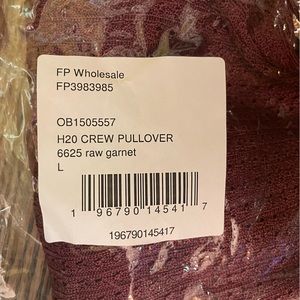 FP Wholesale
FP3983985
OB1505557
H20 CREW PULLOVER
6625 raw garnet
L
1 96790 14541 7
196790145417